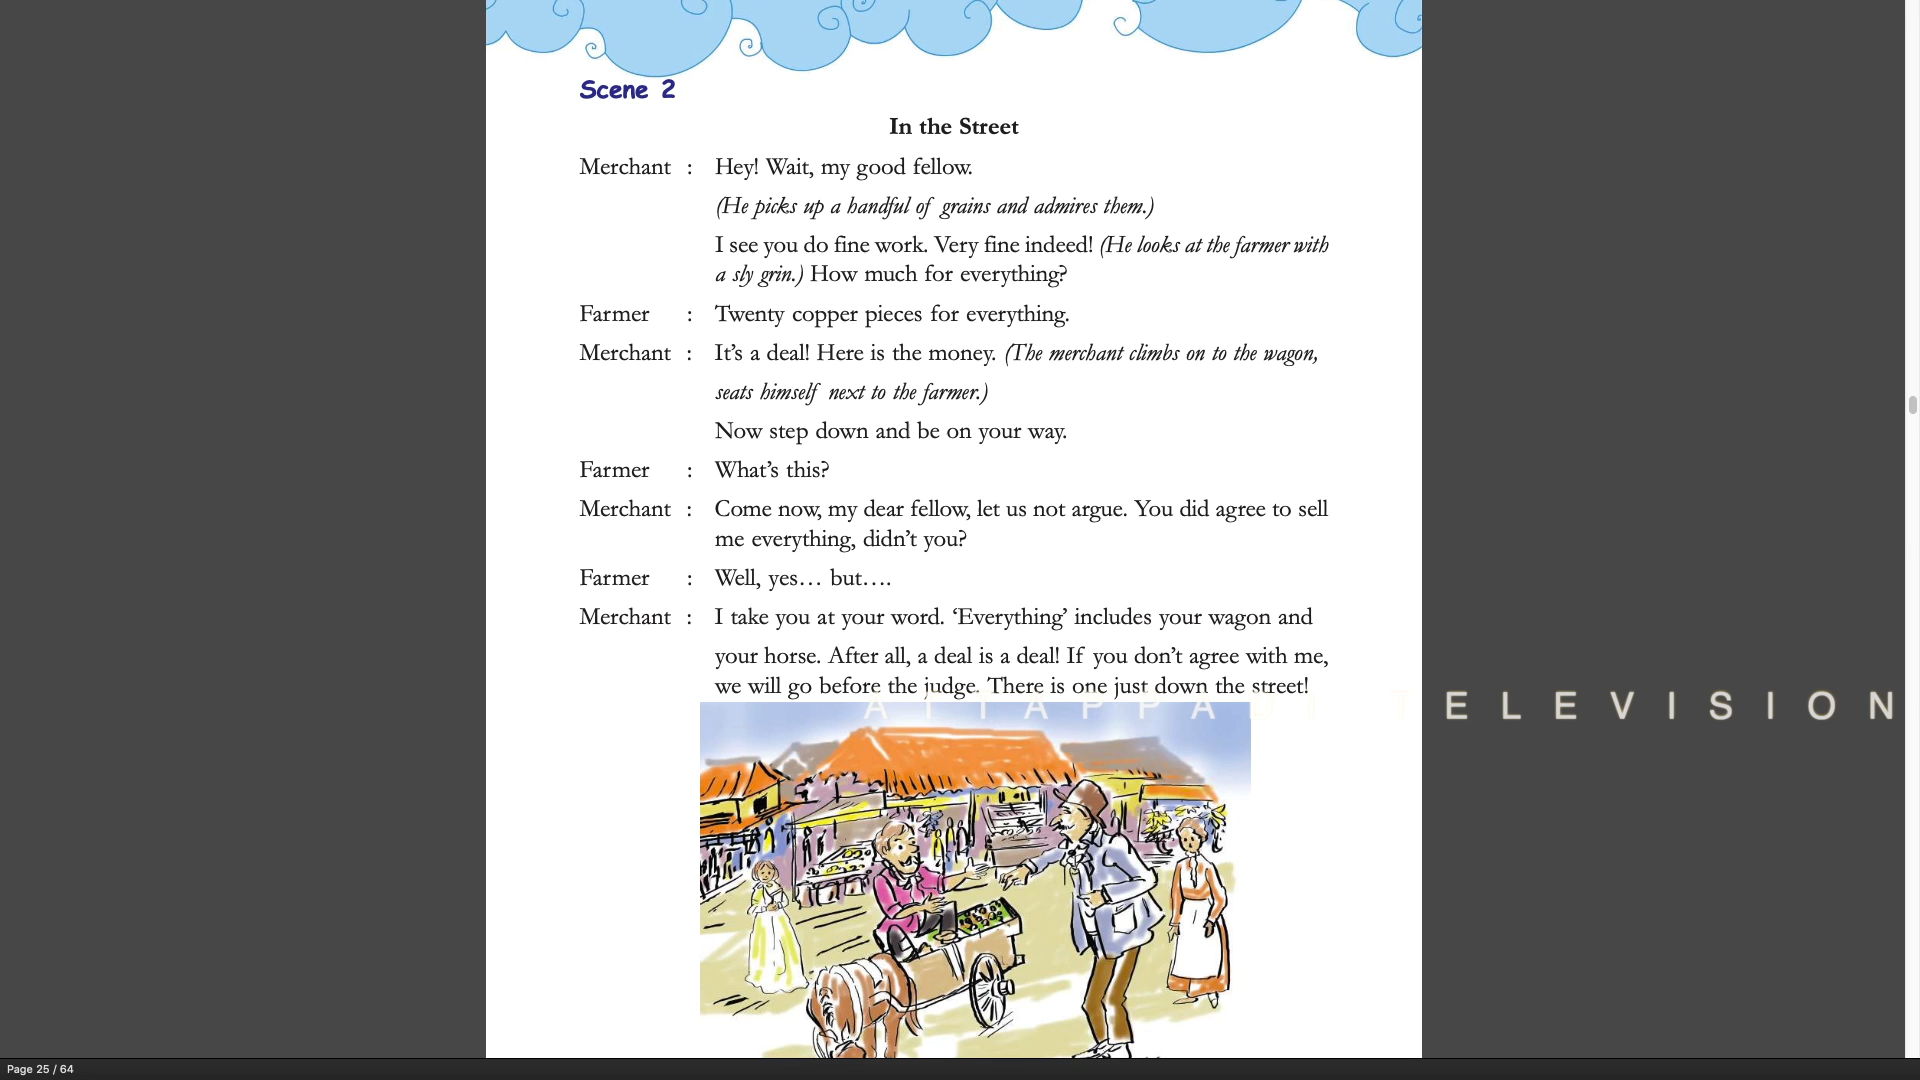 Scene 2
In the Street
Merchant : Hey! Wait, my good fellow.
(He picks up a handful of grains and admires them.)
I see you do fine work. Very fine indeed! (He looks at the farmer with
a sly grin.) How much for everything?
Farmer : Twenty copper pieces for everything.
Merchant : It’s a deal! Here is the money. (The merchant climbs on to the wagon,
seats himself next to the farmer.)
Now step down and be on your way.
Farmer : What’s this?
Merchant : Come now, my dear fellow, let us not argue. You did agree to sell
me everything, didn’t you?
Farmer : Well, yes… but….
Merchant : I take you at your word. ‘Everything’ includes your wagon and
your horse. After all, a deal is a deal! If you don’t agree with me,
we will go before the judge. There is one just down the street!
ATTAPPADI TELEVISION
Page 25 / 64